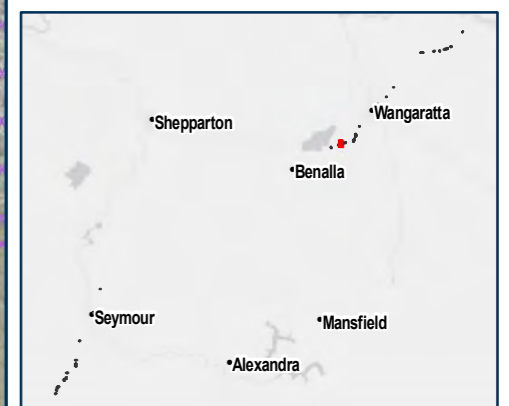 Wangaratta
Shepparton
Benalla
Seymour
Mansfield
Alexandra